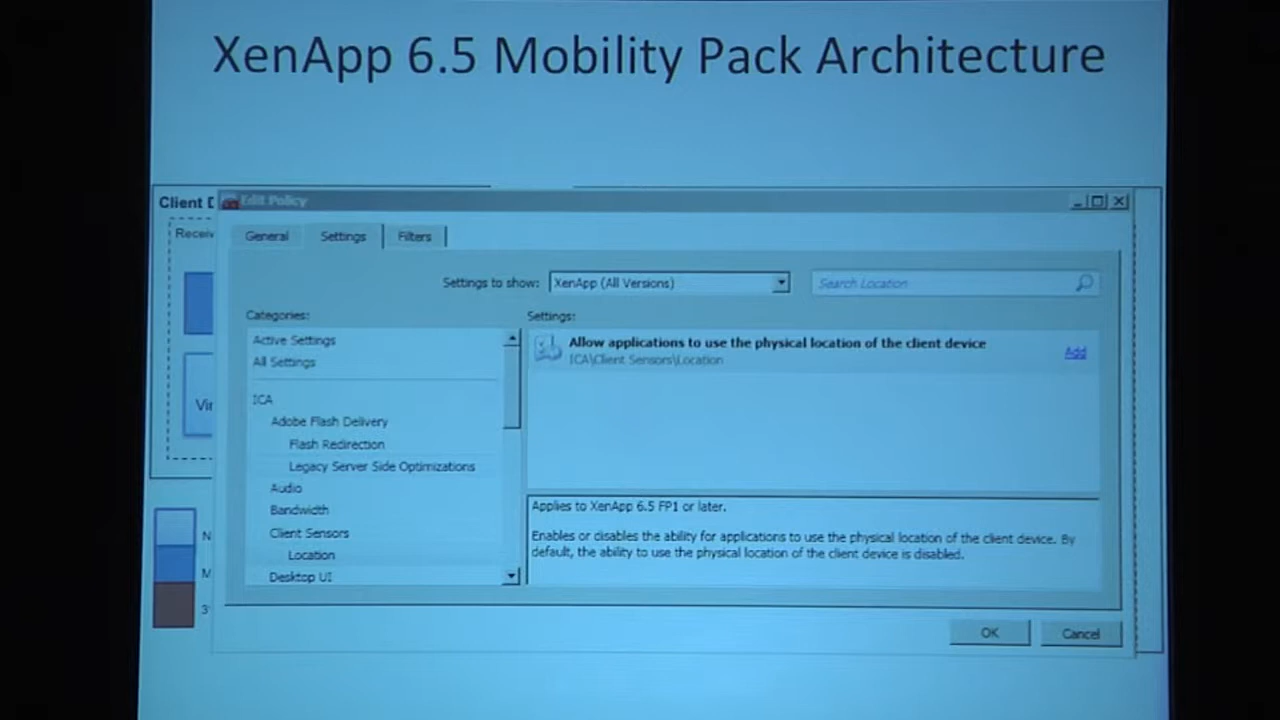 XenApp 6.5 Mobility Pack Architecture
Client D
Edit Policy
Receiv
General Settings Filters
Settings to show: XenApp (All Versions) Search Location
Categories: Settings:
Active Settings
All Settings
Allow applications to use the physical location of the client device
ICA\Client Sensors\Location
Add
ICA
Adobe Flash Delivery
Flash Redirection
Legacy Server Side Optimizations
Audio
Bandwidth
Client Sensors
Location
Desktop UI
Vir
Applies to XenApp 6.5 FP1 or later.
Enables or disables the ability for applications to use the physical location of the client device. By
default, the ability to use the physical location of the client device is disabled.
N
M
3
OK Cancel